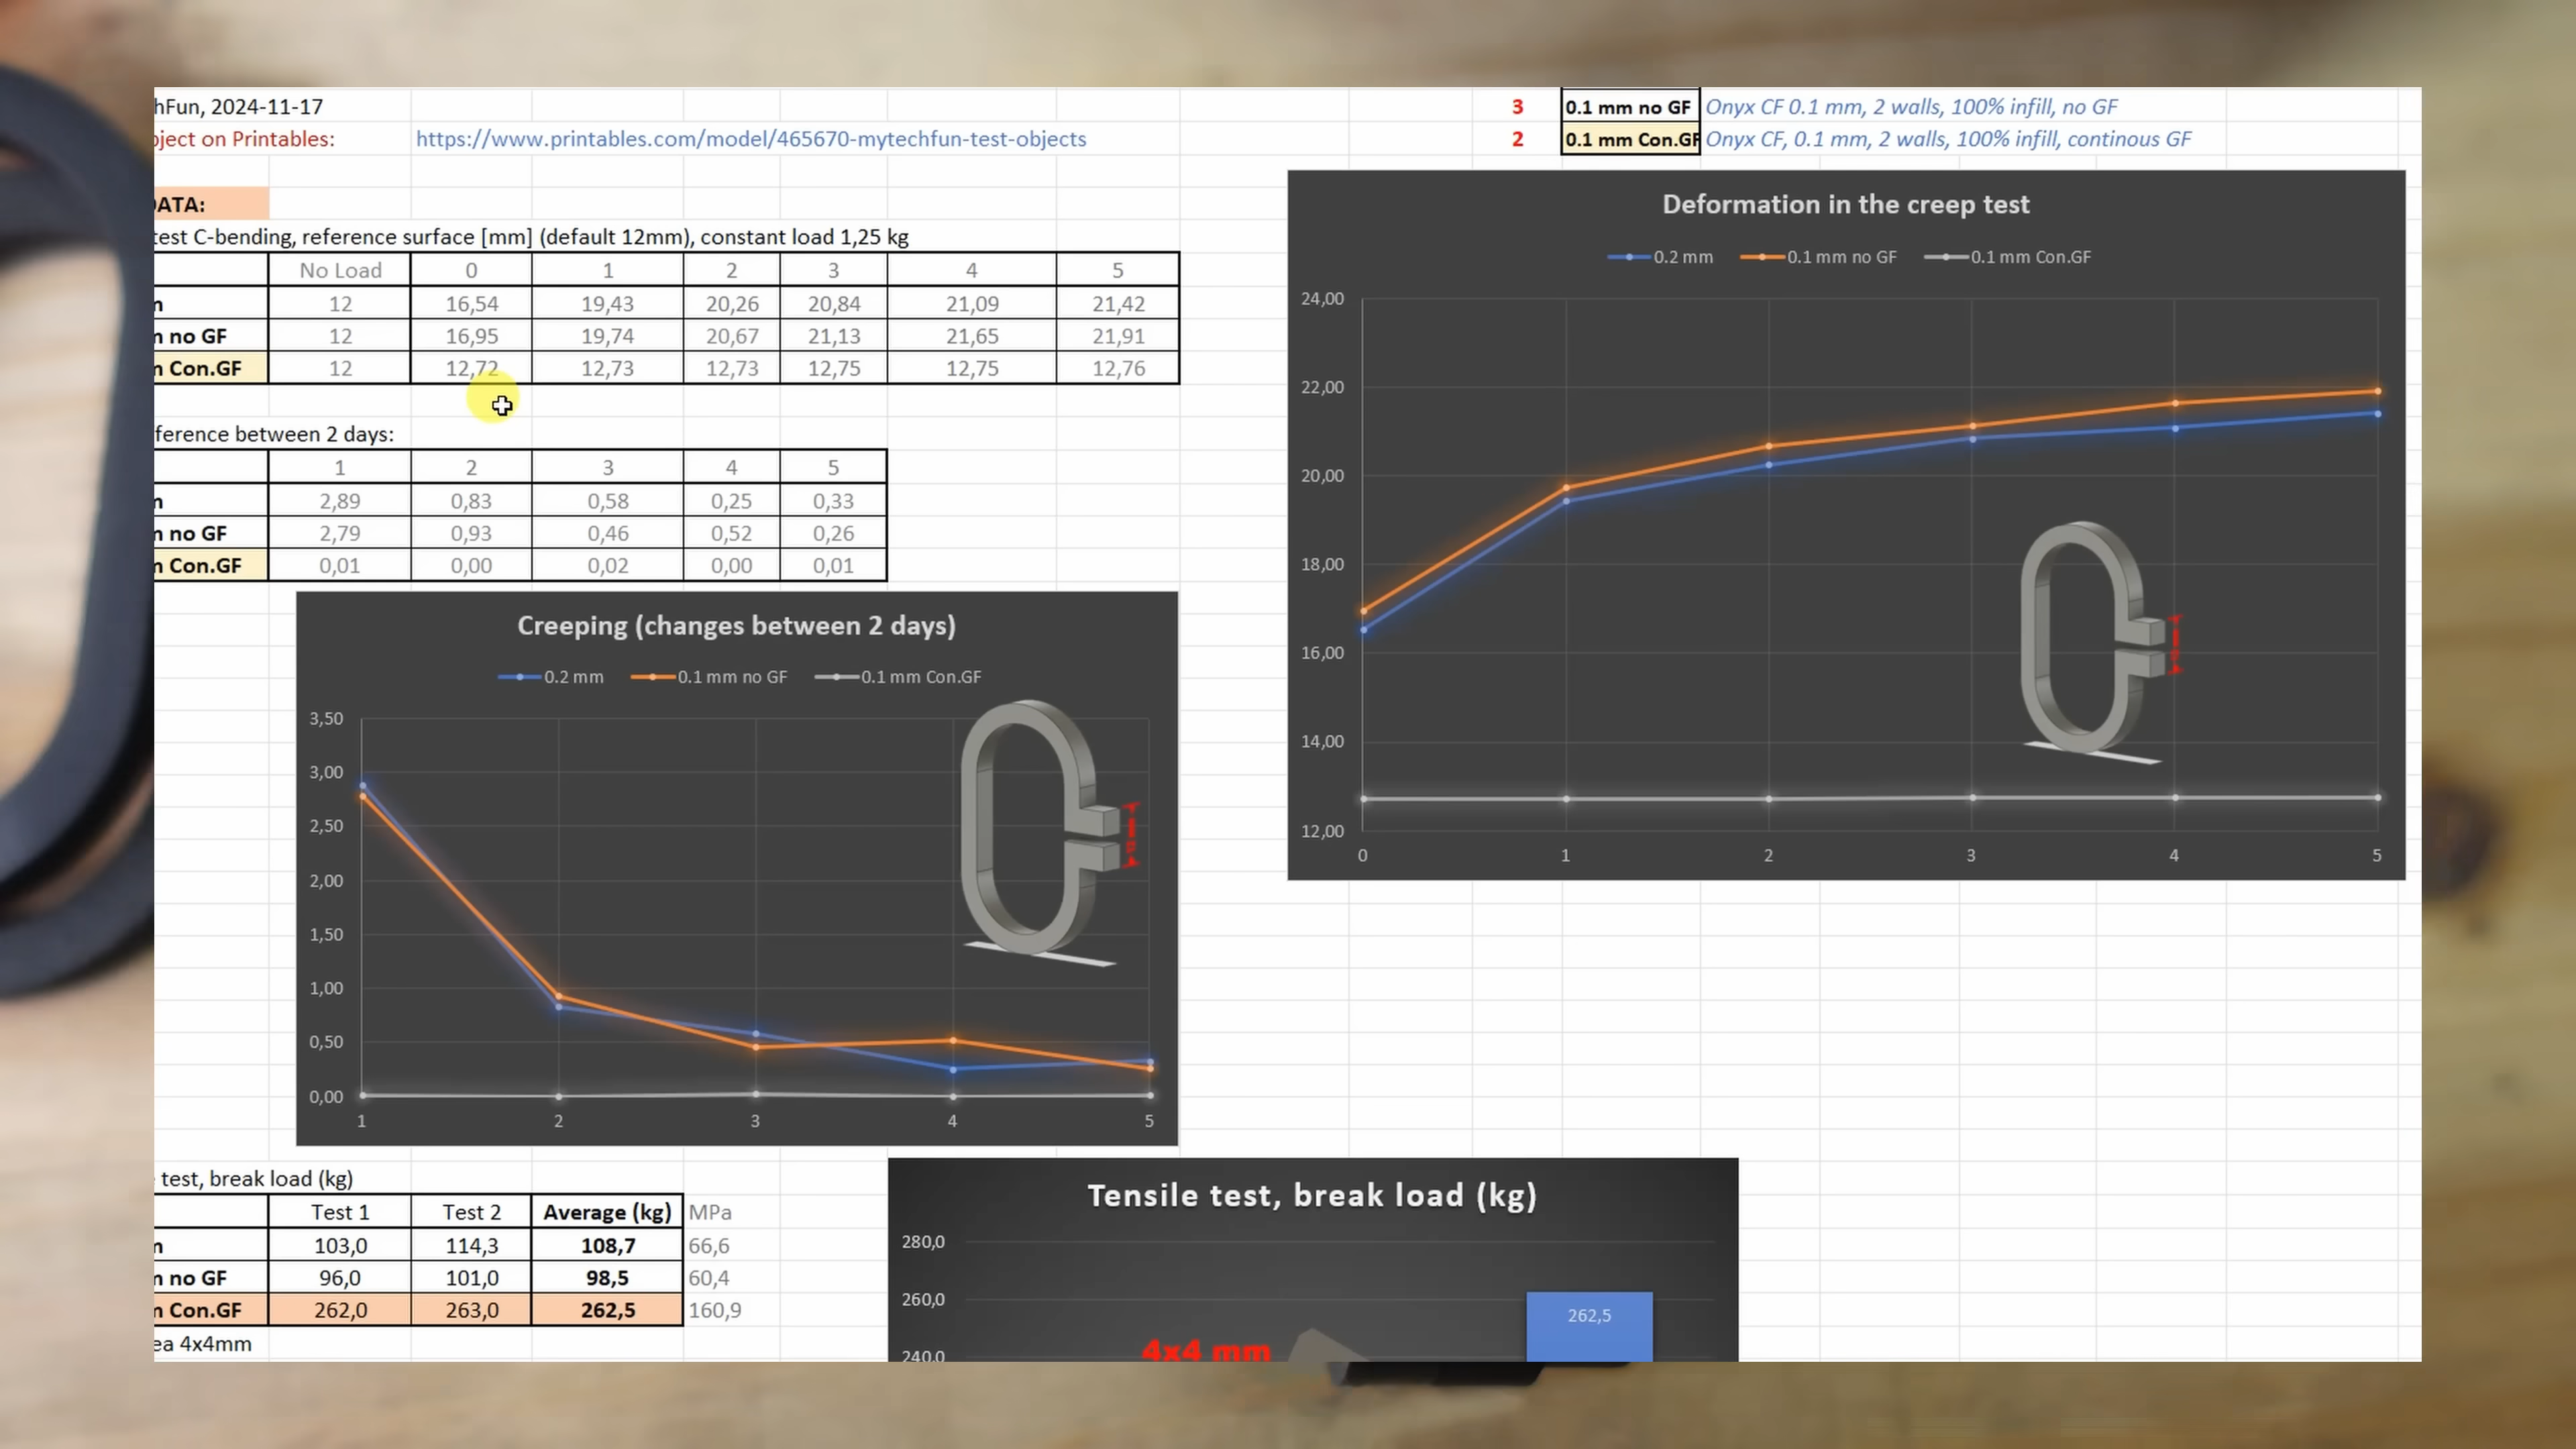 hFun, 2024-11-17
bject on Printables: https://www.printables.com/model/465670-mytechfun-test-objects
3 0.1 mm no GF Onyx CF 0.1 mm, 2 walls, 100% infill, no GF
2 0.1 mm Con.GF Onyx CF, 0.1 mm, 2 walls, 100% infill, continous GF
DATA:
test C-bending, reference surface [mm] (default 12mm), constant load 1,25 kg
No Load 0 1 2 3 4 5
m 12 16,54 19,43 20,26 20,84 21,09 21,42
m no GF 12 16,95 19,74 20,67 21,13 21,65 21,91
m Con.GF 12 12,72 12,73 12,73 12,75 12,75 12,76
ference between 2 days:
1 2 3 4 5
m 2,89 0,83 0,58 0,25 0,33
m no GF 2,79 0,93 0,46 0,52 0,26
m Con.GF 0,01 0,00 0,02 0,00 0,01
Deformation in the creep test
0.2 mm 0.1 mm no GF 0.1 mm Con.GF
24,00
22,00
20,00
18,00
16,00
14,00
12,00
0 1 2 3 4 5
Creeping (changes between 2 days)
0.2 mm 0.1 mm no GF 0.1 mm Con.GF
3,50
3,00
2,50
2,00
1,50
1,00
0,50
0,00
1 2 3 4 5
test, break load (kg)
Test 1 Test 2 Average (kg) MPa
m 103,0 114,3 108,7 66,6
m no GF 96,0 101,0 98,5 60,4
m Con.GF 262,0 263,0 262,5 160,9
ea 4x4mm
Tensile test, break load (kg)
280,0
260,0
240,0
262,5
4x4 mm